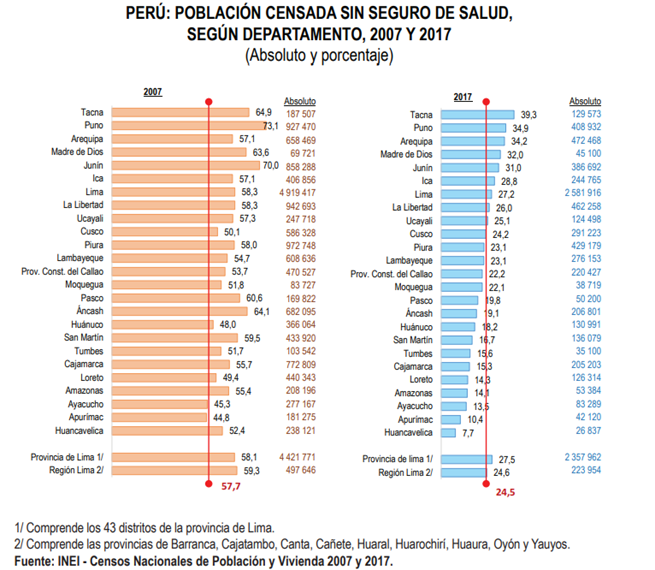 PERÚ: POBLACIÓN CENSADA SIN SEGURO DE SALUD,
SEGÚN DEPARTAMENTO, 2007 Y 2017
(Absoluto y porcentaje)
2007
Absoluto
Tacna 64,9 187 507
Puno 73,1 927 470
Arequipa 57,1 658 469
Madre de Dios 63,6 69 721
Junín 70,0 858 288
Ica 57,1 406 856
Lima 58,3 4 919 417
La Libertad 58,3 942 693
Ucayali 57,3 247 718
Cusco 50,1 586 328
Piura 58,0 972 748
Lambayeque 54,7 608 636
Prov. Const. del Callao 53,7 470 527
Moquegua 51,8 83 727
Pasco 60,6 169 822
Áncash 64,1 682 095
Huánuco 48,0 366 064
San Martín 59,5 433 920
Tumbes 51,7 103 542
Cajamarca 55,7 772 809
Loreto 49,4 440 343
Amazonas 55,4 208 196
Ayacucho 45,3 277 167
Apurímac 44,8 181 275
Huancavelica 52,4 238 121
Provincia de Lima 1/ 58,1 4 421 771
Región Lima 2/ 59,3 497 646
57,7
2017
Absoluto
Tacna 39,3 129 573
Puno 34,9 408 932
Arequipa 34,2 472 468
Madre de Dios 32,0 45 100
Junín 31,0 386 692
Ica 28,8 244 765
Lima 27,2 2 581 916
La Libertad 26,0 462 258
Ucayali 25,1 124 498
Cusco 24,2 291 223
Piura 23,1 429 179
Lambayeque 23,1 276 153
Prov. Const. del Callao 22,2 220 427
Moquegua 22,1 38 719
Pasco 19,8 50 200
Áncash 19,1 206 801
Huánuco 18,2 130 991
San Martín 16,7 136 079
Tumbes 15,6 35 100
Cajamarca 15,3 205 203
Loreto 14,3 126 314
Amazonas 14,1 53 384
Ayacucho 13,5 83 289
Apurímac 10,4 42 120
Huancavelica 7,7 26 837
Provincia de lima 1/ 27,5 2 357 962
Región Lima 2/ 24,6 223 954
24,5
1/ Comprende los 43 distritos de la provincia de Lima.
2/ Comprende las provincias de Barranca, Cajatambo, Canta, Cañete, Huaral, Huarochirí, Huaura, Oyón y Yauyos.
Fuente: INEI - Censos Nacionales de Población y Vivienda 2007 y 2017.